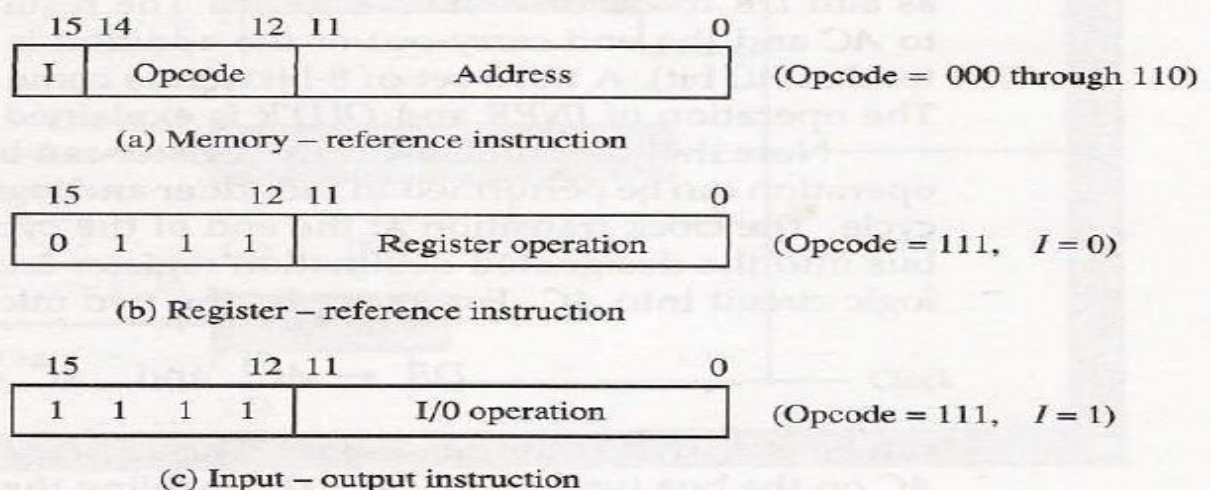 15 14 12 11 0
I Opcode Address (Opcode = 000 through 110)
(a) Memory – reference instruction
15 12 11 0
0 1 1 1 Register operation (Opcode = 111, I = 0)
(b) Register – reference instruction
15 12 11 0
1 1 1 1 I/0 operation (Opcode = 111, I = 1)
(c) Input – output instruction